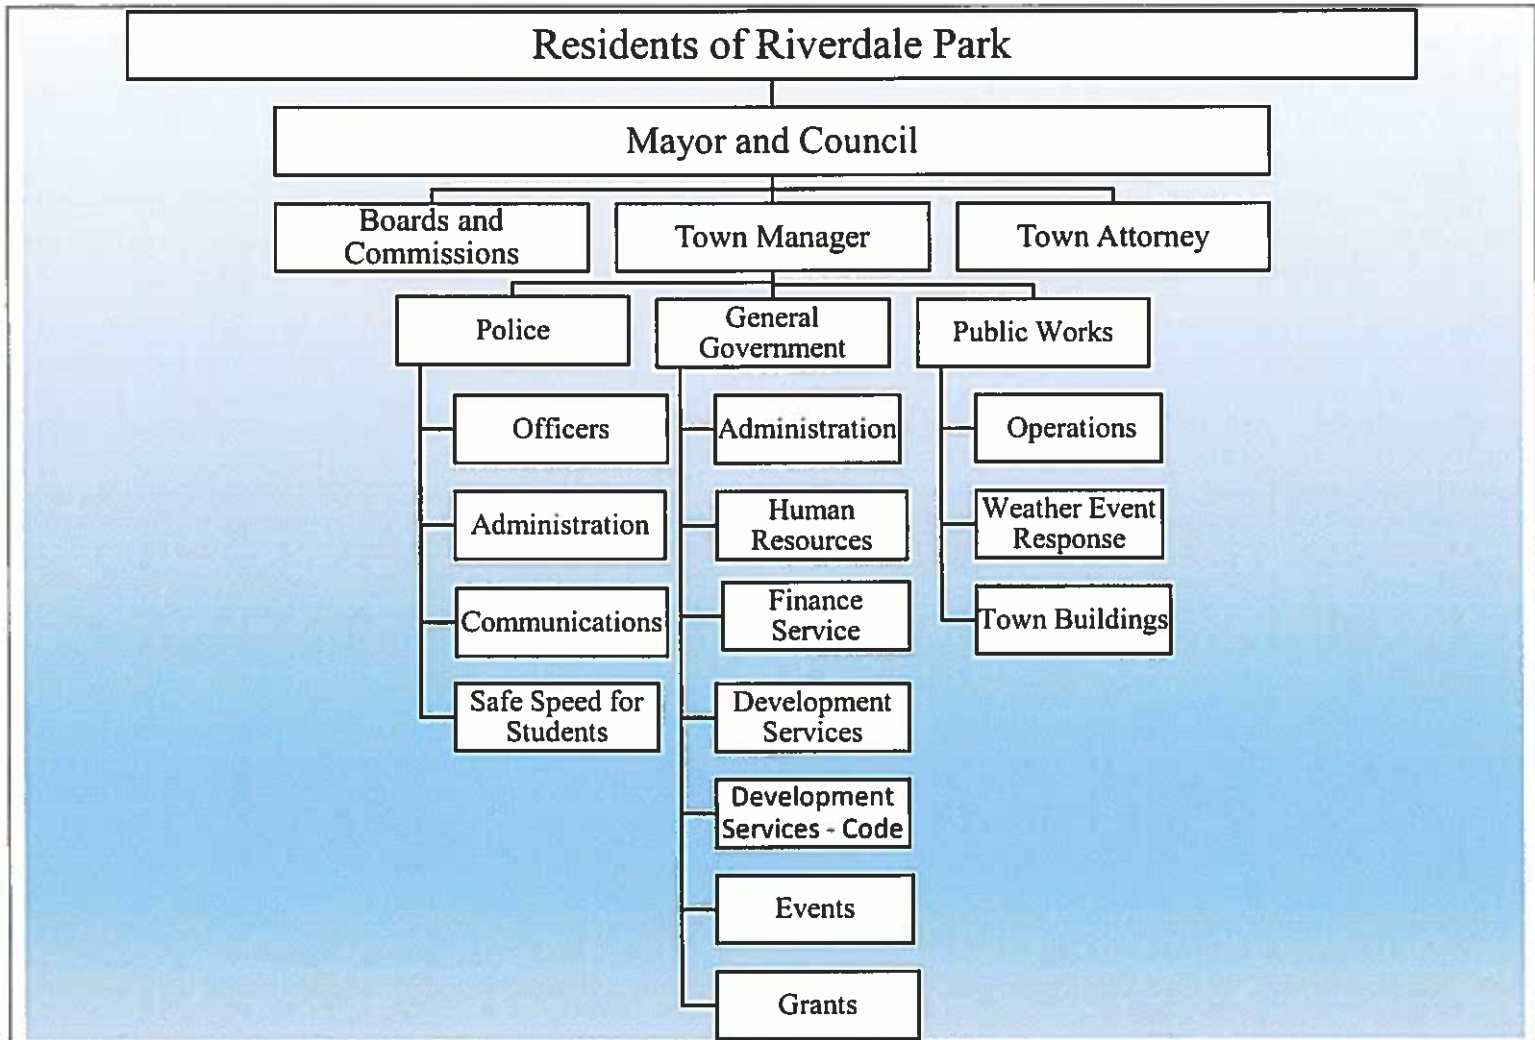 Residents of Riverdale Park
Mayor and Council
Boards and
Commissions
Town Manager
Town Attorney
Police
General
Government
Public Works
Officers
Administration
Communications
Safe Speed for
Students
Administration
Human
Resources
Finance
Service
Development
Services
Development
Services - Code
Events
Grants
Operations
Weather Event
Response
Town Buildings